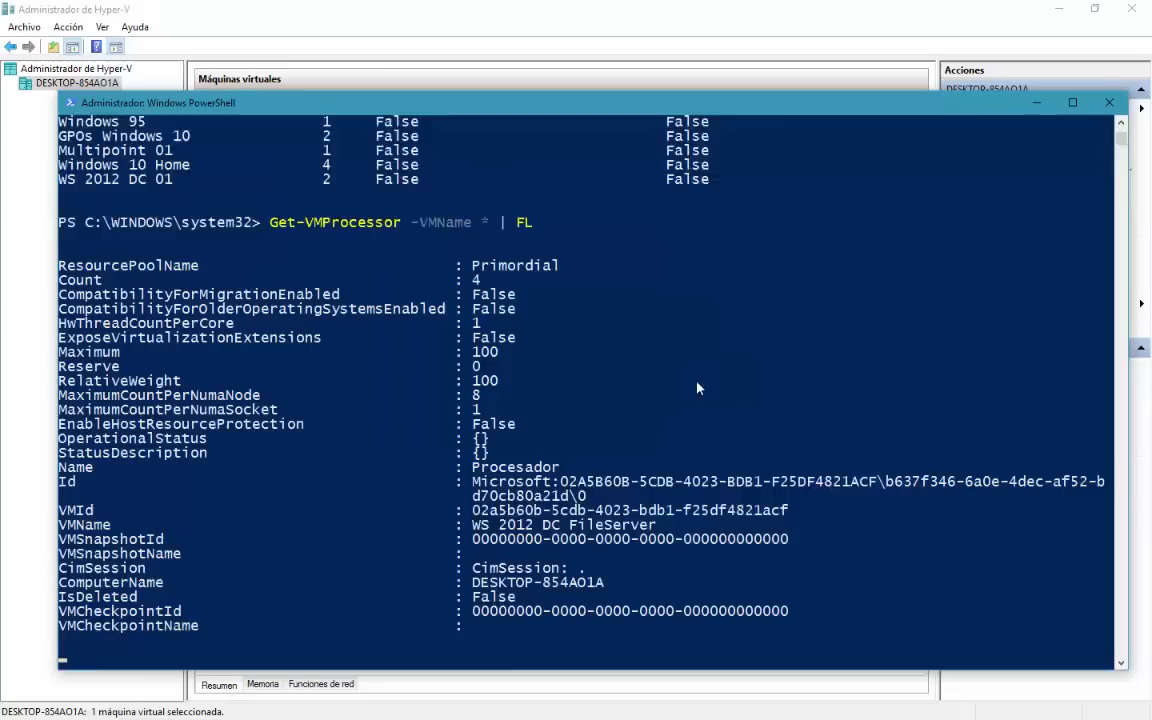 Administrador de Hyper-V
Archivo Acción Ver Ayuda
Administrador de Hyper-V
DESKTOP-854AO1A
Máquinas virtuales
Acciones
DESKTOP-854AO1A
Administrador: Windows PowerShell
Windows 95 1 False False
GPOs Windows 10 2 False False
Multipoint 01 1 False False
Windows 10 Home 4 False False
WS 2012 DC 01 2 False False
PS C:\WINDOWS\system32> Get-VMProcessor -VMName * | FL
ResourcePoolName : Primordial
Count : 4
CompatibilityForMigrationEnabled : False
CompatibilityForOlderOperatingSystemsEnabled : False
HwThreadCountPerCore : 1
ExposeVirtualizationExtensions : False
Maximum : 100
Reserve : 0
RelativeWeight : 100
MaximumCountPerNumaNode : 8
MaximumCountPerNumaSocket : 1
EnableHostResourceProtection : False
OperationalStatus : {}
StatusDescription : {}
Name : Procesador
Id : Microsoft:02A5B60B-5CDB-4023-BDB1-F25DF4821ACF\b637f346-6a0e-4dec-af52-b
d70cb80a21d\0
VMId : 02a5b60b-5cdb-4023-bdb1-f25df4821acf
VMName : WS 2012 DC FileServer
VMSnapshotId : 00000000-0000-0000-0000-000000000000
VMSnapshotName :
CimSession : CimSession: .
ComputerName : DESKTOP-854AO1A
IsDeleted : False
VMCheckpointId : 00000000-0000-0000-0000-000000000000
VMCheckpointName :
Resumen Memoria Funciones de red
DESKTOP-854AO1A: 1 máquina virtual seleccionada.